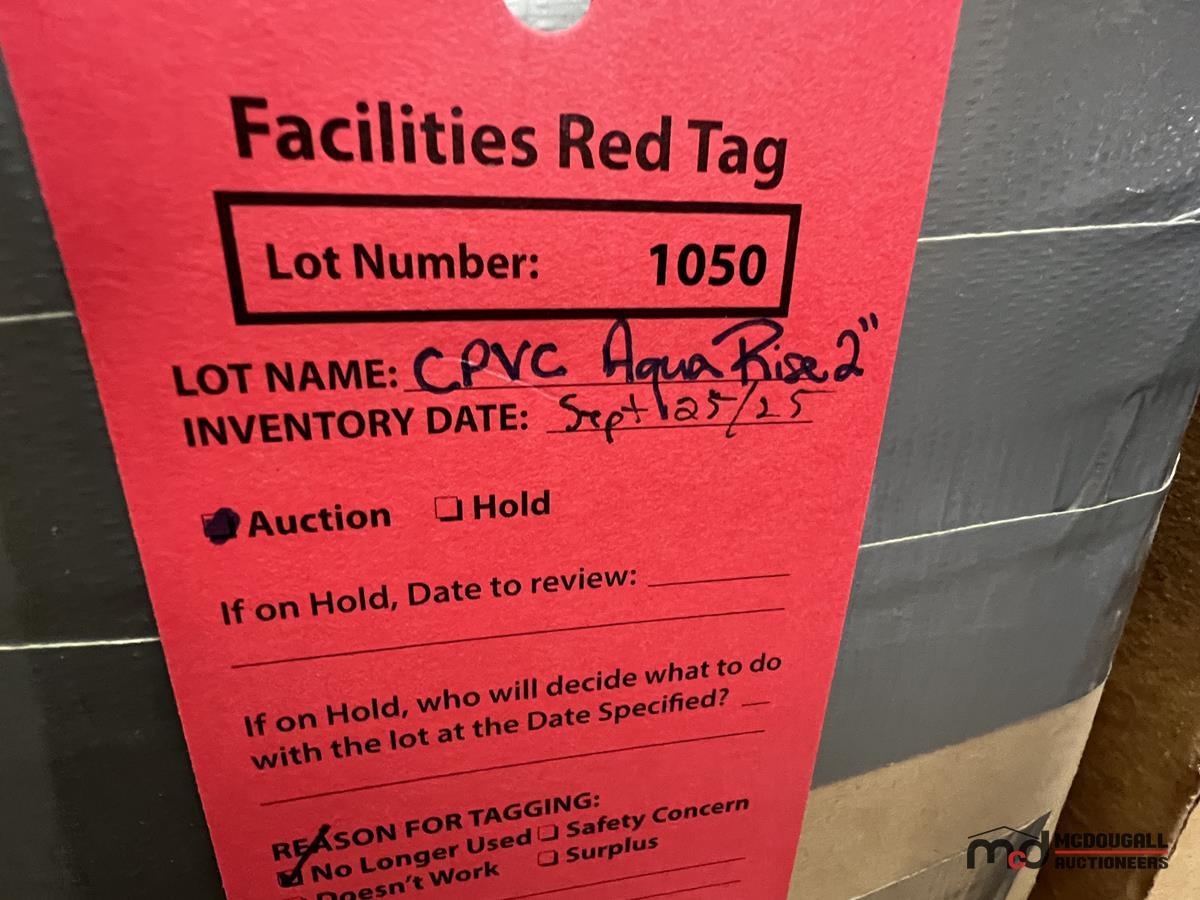 Facilities Red Tag
Lot Number: 1050
LOT NAME: CPVC AquaRise 2"
INVENTORY DATE: Sept 25/25
Auction Hold
If on Hold, Date to review:
If on Hold, who will decide what to do
with the lot at the Date Specified?
REASON FOR TAGGING:
No Longer Used Safety Concern
Doesn't Work Surplus
mcd MCDOUGALL
AUCTIONEERS